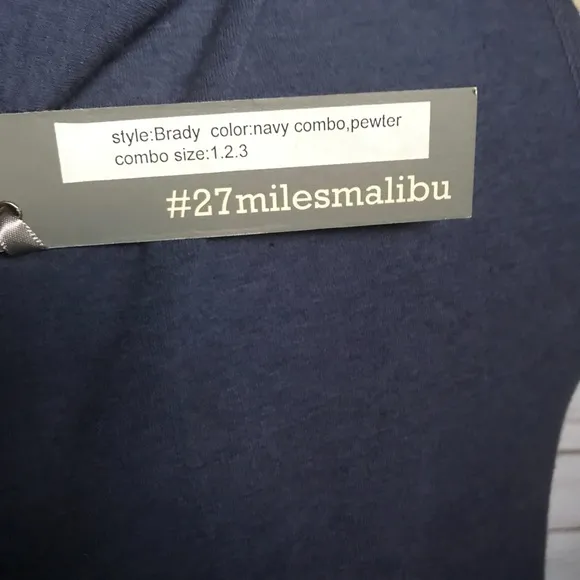 style:Brady color:navy combo,pewter
combo size:1.2.3
#27milesmalibu